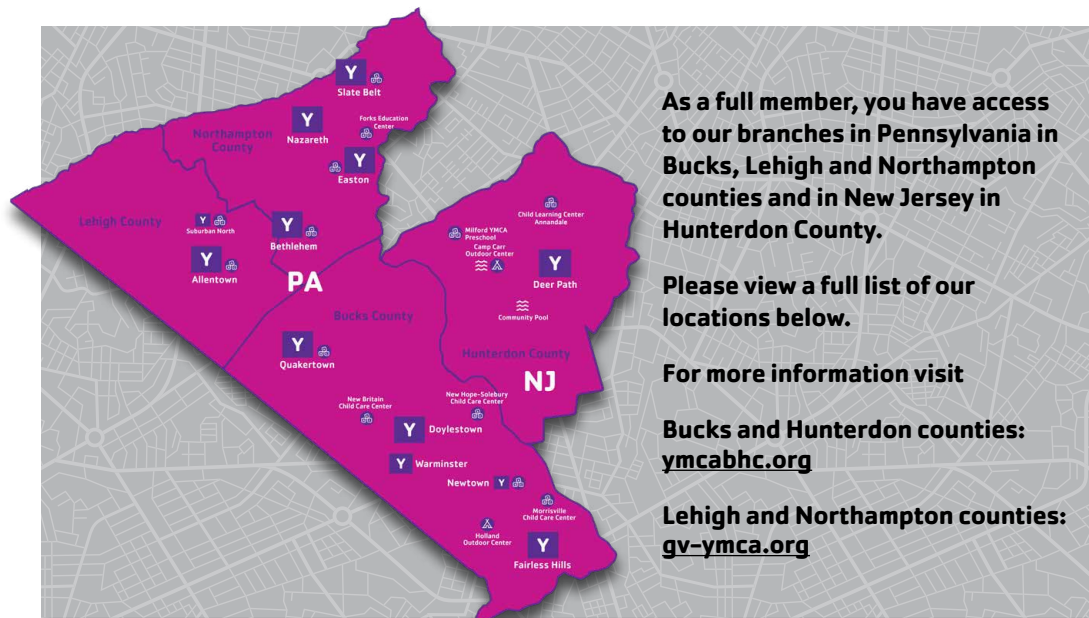 Y
Slate Belt
Forks Education
Center
Northampton
County
Y
Nazareth
Y
Easton
Lehigh County
Y
Suburban North
Y
Bethlehem
Y
Allentown
PA
Child Learning Center
Annandale
Milford YMCA
Preschool
Camp Carr
Outdoor Center
Y
Deer Path
Community Pool
Bucks County
Hunterdon County
NJ
Y
Quakertown
New Britain
Child Care Center
New Hope-Solebury
Child Care Center
Y
Doylestown
Y
Warminster
Newtown
Y
Morrisville
Child Care Center
Holland
Outdoor Center
Y
Fairless Hills
As a full member, you have access
to our branches in Pennsylvania in
Bucks, Lehigh and Northampton
counties and in New Jersey in
Hunterdon County.
Please view a full list of our
locations below.
For more information visit
Bucks and Hunterdon counties:
ymcabhc.org
Lehigh and Northampton counties:
gv-ymca.org